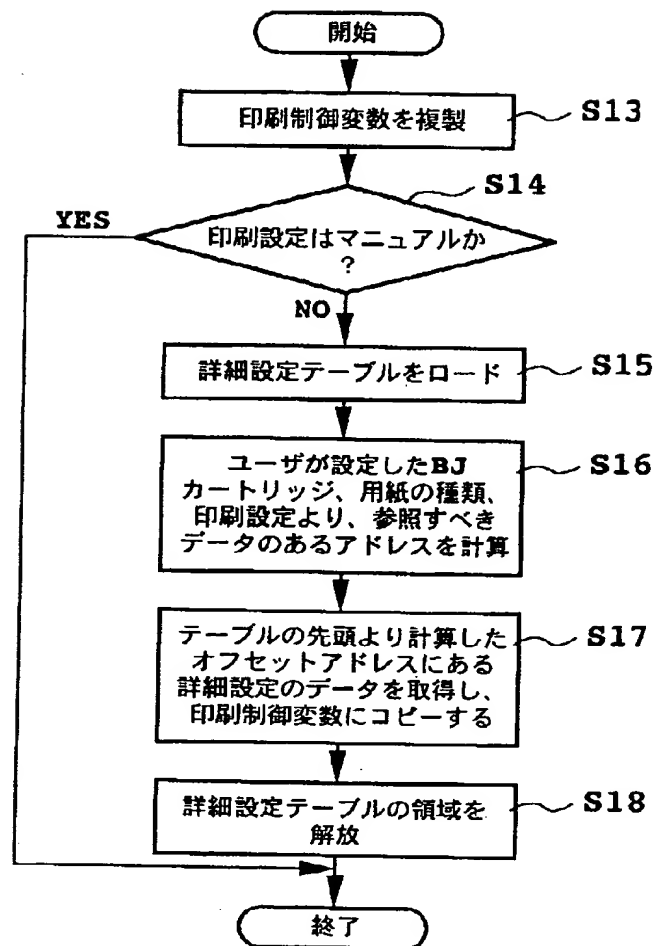 開始
印刷制御変数を複製
S13
S14
YES
印刷設定はマニュアルか
?
NO
詳細設定テーブルをロード
S15
ユーザが設定したBJ
カートリッジ、用紙の種類、
印刷設定より、参照すべき
データのあるアドレスを計算
S16
テーブルの先頭より計算した
オフセットアドレスにある
詳細設定のデータを取得し、
印刷制御変数にコピーする
S17
詳細設定テーブルの領域を
解放
S18
終了